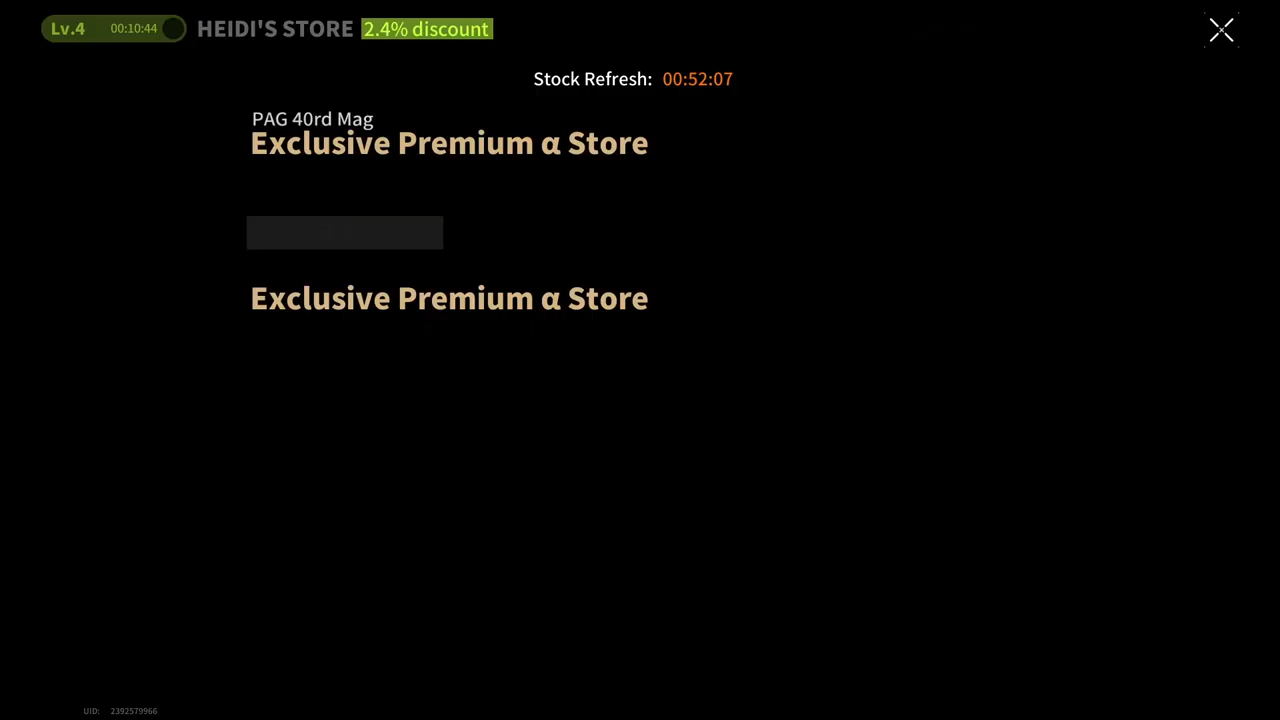 Lv.4 00:10:44 HEIDI'S STORE 2.4% discount
Stock Refresh: 00:52:07
PAG 40rd Mag
Exclusive Premium α Store
Exclusive Premium α Store
UID: 2392579966